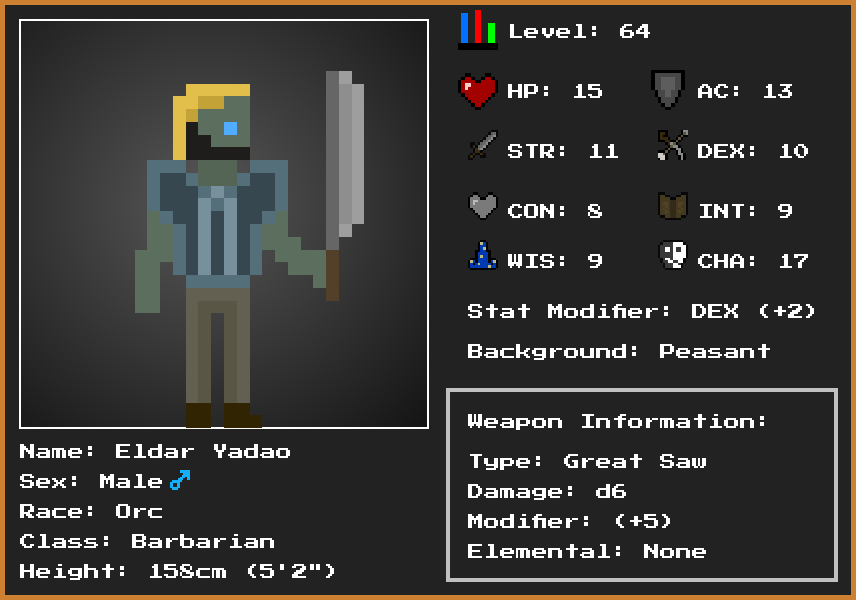 Level: 64
HP: 15
AC: 13
STR: 11
DEX: 10
CON: 8
INT: 9
WIS: 9
CHA: 17
Stat Modifier: DEX (+2)
Background: Peasant
Weapon Information:
Type: Great Saw
Damage: d6
Modifier: (+5)
Elemental: None
Name: Eldar Yadao
Sex: Male♂
Race: Orc
Class: Barbarian
Height: 158cm (5'2")